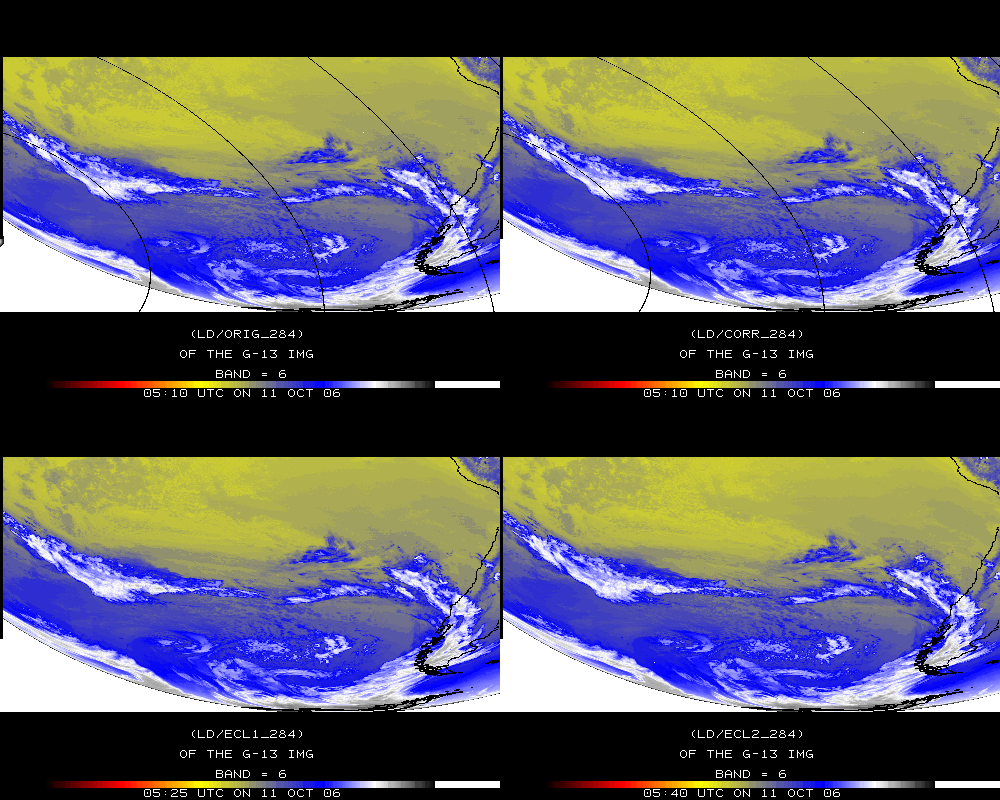 (LD/ORIG_284)
OF THE G-13 IMG
BAND = 6
05:10 UTC ON 11 OCT 06
(LD/CORR_284)
OF THE G-13 IMG
BAND = 6
05:10 UTC ON 11 OCT 06
(LD/ECL1_284)
OF THE G-13 IMG
BAND = 6
05:25 UTC ON 11 OCT 06
(LD/ECL2_284)
OF THE G-13 IMG
BAND = 6
05:40 UTC ON 11 OCT 06